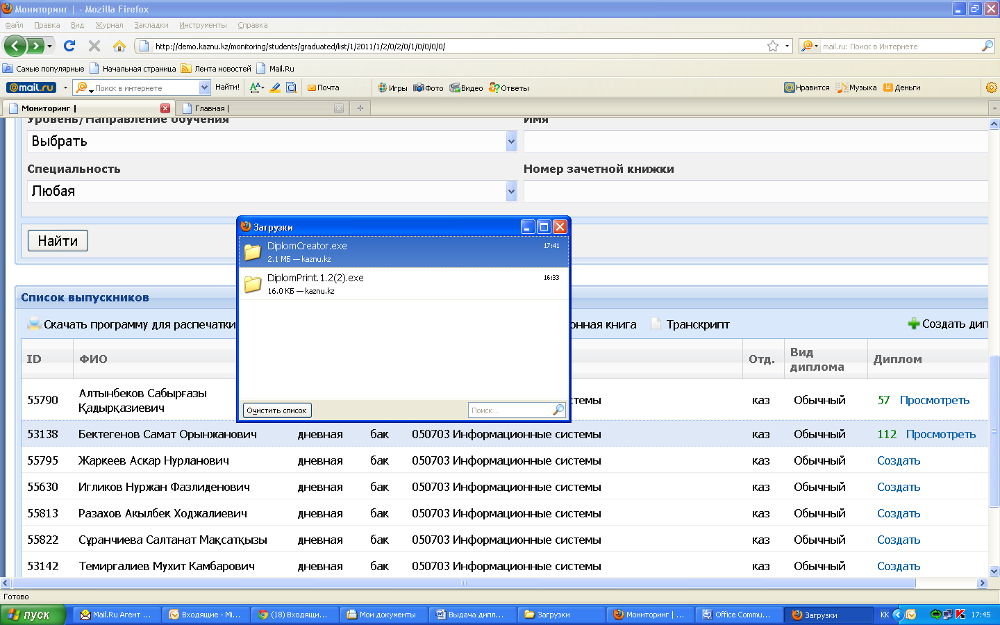 Мониторинг | - Mozilla Firefox
Файл Правка Вид Журнал Закладки Инструменты Справка
http://demo.kaznu.kz/monitoring/students/graduated/list/1/2011/1/2/0/2/0/1/0/0/0/0/
mail.ru: Поиск в Интернете
Самые популярные Начальная страница Лента новостей Mail.Ru
@mail.ru Поиск в интернете Найти! Почта Игры Фото Видео Ответы Нравится Музыка Деньги
Мониторинг | Главная |
Уровень/Направление обучения Имя
Выбрать
Специальность Номер зачетной книжки
Любая
Найти
Загрузки
DiplomCreator.exe 17:41
2.1 МБ — kaznu.kz
DiplomPrint.1.2(2).exe 16:33
16.0 КБ — kaznu.kz
Очистить список Поиск...
Список выпускников
Скачать программу для распечатки онная книга Транскрипт Создать дип
ID ФИО Отд. Вид диплома Диплом
55790 Алтынбеков Сабырғазы Қадырқазиевич стемы каз Обычный 57 Просмотреть
53138 Бектегенов Самат Орынжанович дневная бак 050703 Информационные системы каз Обычный 112 Просмотреть
55795 Жаркеев Аскар Нурланович дневная бак 050703 Информационные системы каз Обычный Создать
55630 Игликов Нуржан Фазлиденович дневная бак 050703 Информационные системы каз Обычный Создать
55813 Разахов Акылбек Ходжалиевич дневная бак 050703 Информационные системы каз Обычный Создать
55822 Сұранчиева Салтанат Мақсатқызы дневная бак 050703 Информационные системы каз Обычный Создать
53142 Темиргалиев Мухит Камбарович дневная бак 050703 Информационные системы каз Обычный Создать
Готово
пуск Mail.Ru Агент ... Входящие - Mi... (18) Входящи... Мои документы Выдача дипл... Загрузки Мониторинг | ... Office Commu... Загрузки KK 17:45